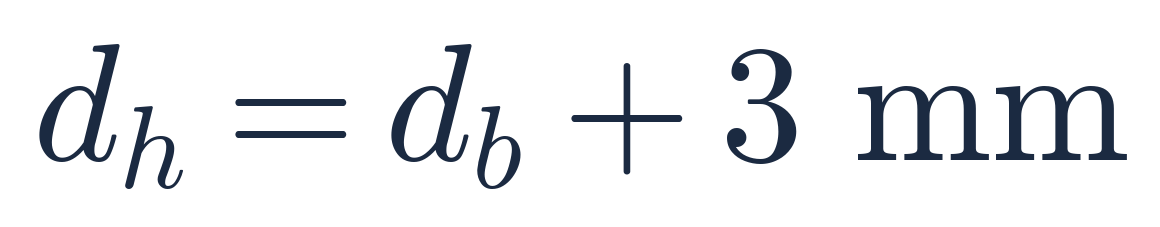 d_h = d_b + 3 mm